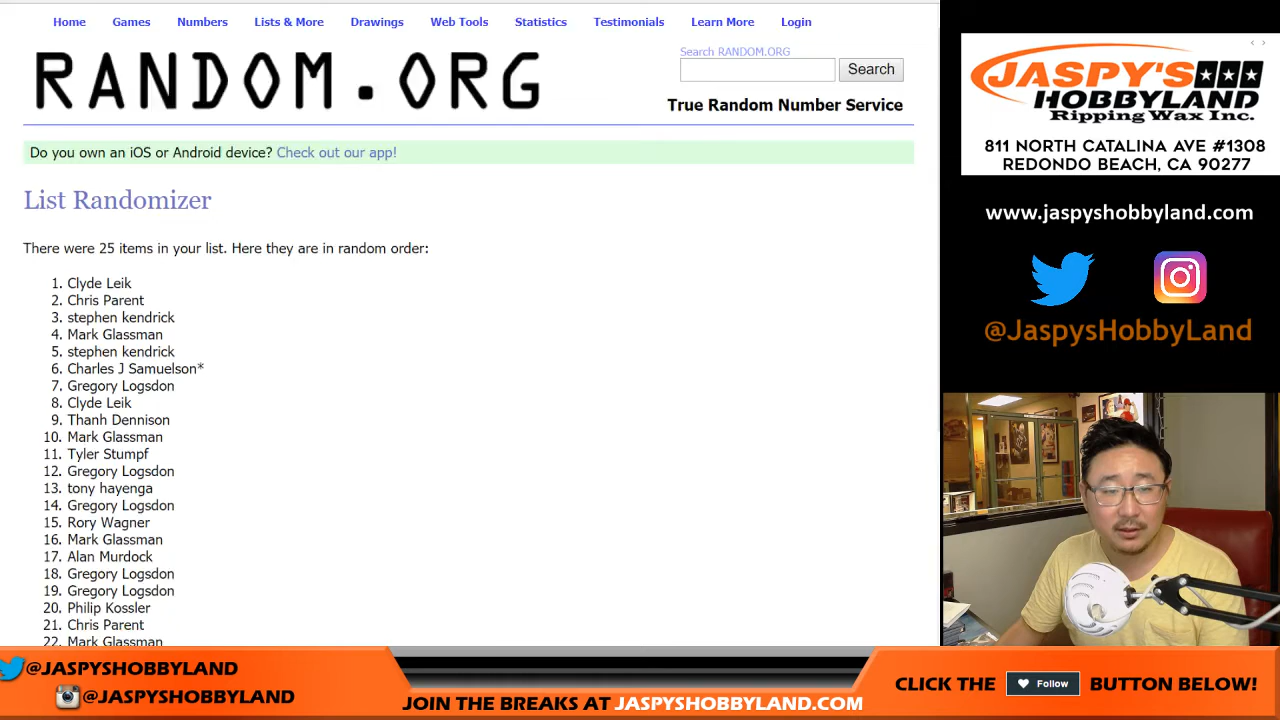 Home Games Numbers Lists & More Drawings Web Tools Statistics Testimonials Learn More Login
RANDOM.ORG
Search RANDOM.ORG
Search
True Random Number Service
Do you own an iOS or Android device? Check out our app!
List Randomizer
There were 25 items in your list. Here they are in random order:
1. Clyde Leik
2. Chris Parent
3. stephen kendrick
4. Mark Glassman
5. stephen kendrick
6. Charles J Samuelson*
7. Gregory Logsdon
8. Clyde Leik
9. Thanh Dennison
10. Mark Glassman
11. Tyler Stumpf
12. Gregory Logsdon
13. tony hayenga
14. Gregory Logsdon
15. Rory Wagner
16. Mark Glassman
17. Alan Murdock
18. Gregory Logsdon
19. Gregory Logsdon
20. Philip Kossler
21. Chris Parent
22. Mark Glassman
JASPY'S
HOBBYLAND
Ripping Wax Inc.
811 NORTH CATALINA AVE #1308
REDONDO BEACH, CA 90277
www.jaspyshobbyland.com
@JaspysHobbyLand
@JASPYSHOBBYLAND
@JASPYSHOBBYLAND
JOIN THE BREAKS AT JASPYSHOBBYLAND.COM
CLICK THE Follow BUTTON BELOW!